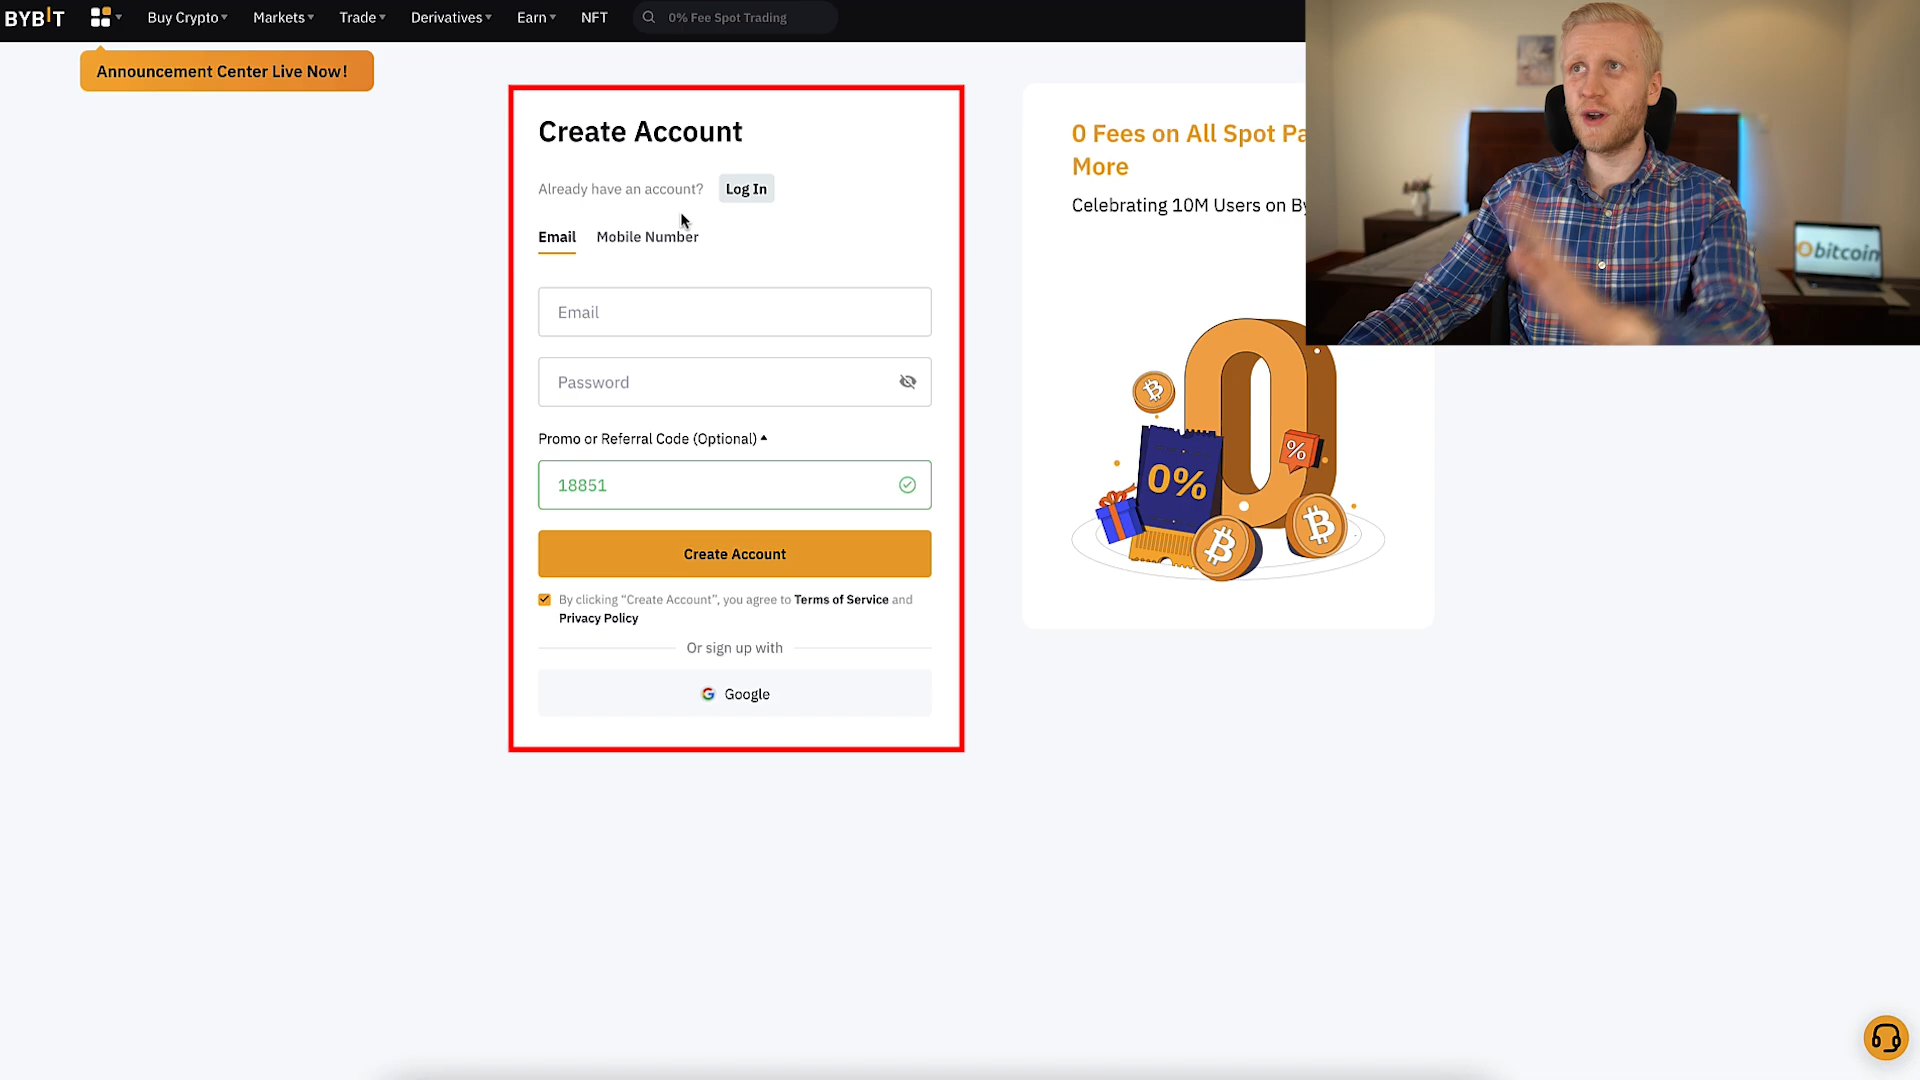 BYBIT
Buy Crypto
Markets
Trade
Derivatives
Earn
NFT
0% Fee Spot Trading
Announcement Center Live Now!
Create Account
Already have an account? Log In
Email Mobile Number
Email
Password
Promo or Referral Code (Optional)
18851
Create Account
By clicking “Create Account”, you agree to Terms of Service and
Privacy Policy
Or sign up with
Google
0 Fees on All Spot Pa
More
Celebrating 10M Users on By
0
0%
%
bitcoin